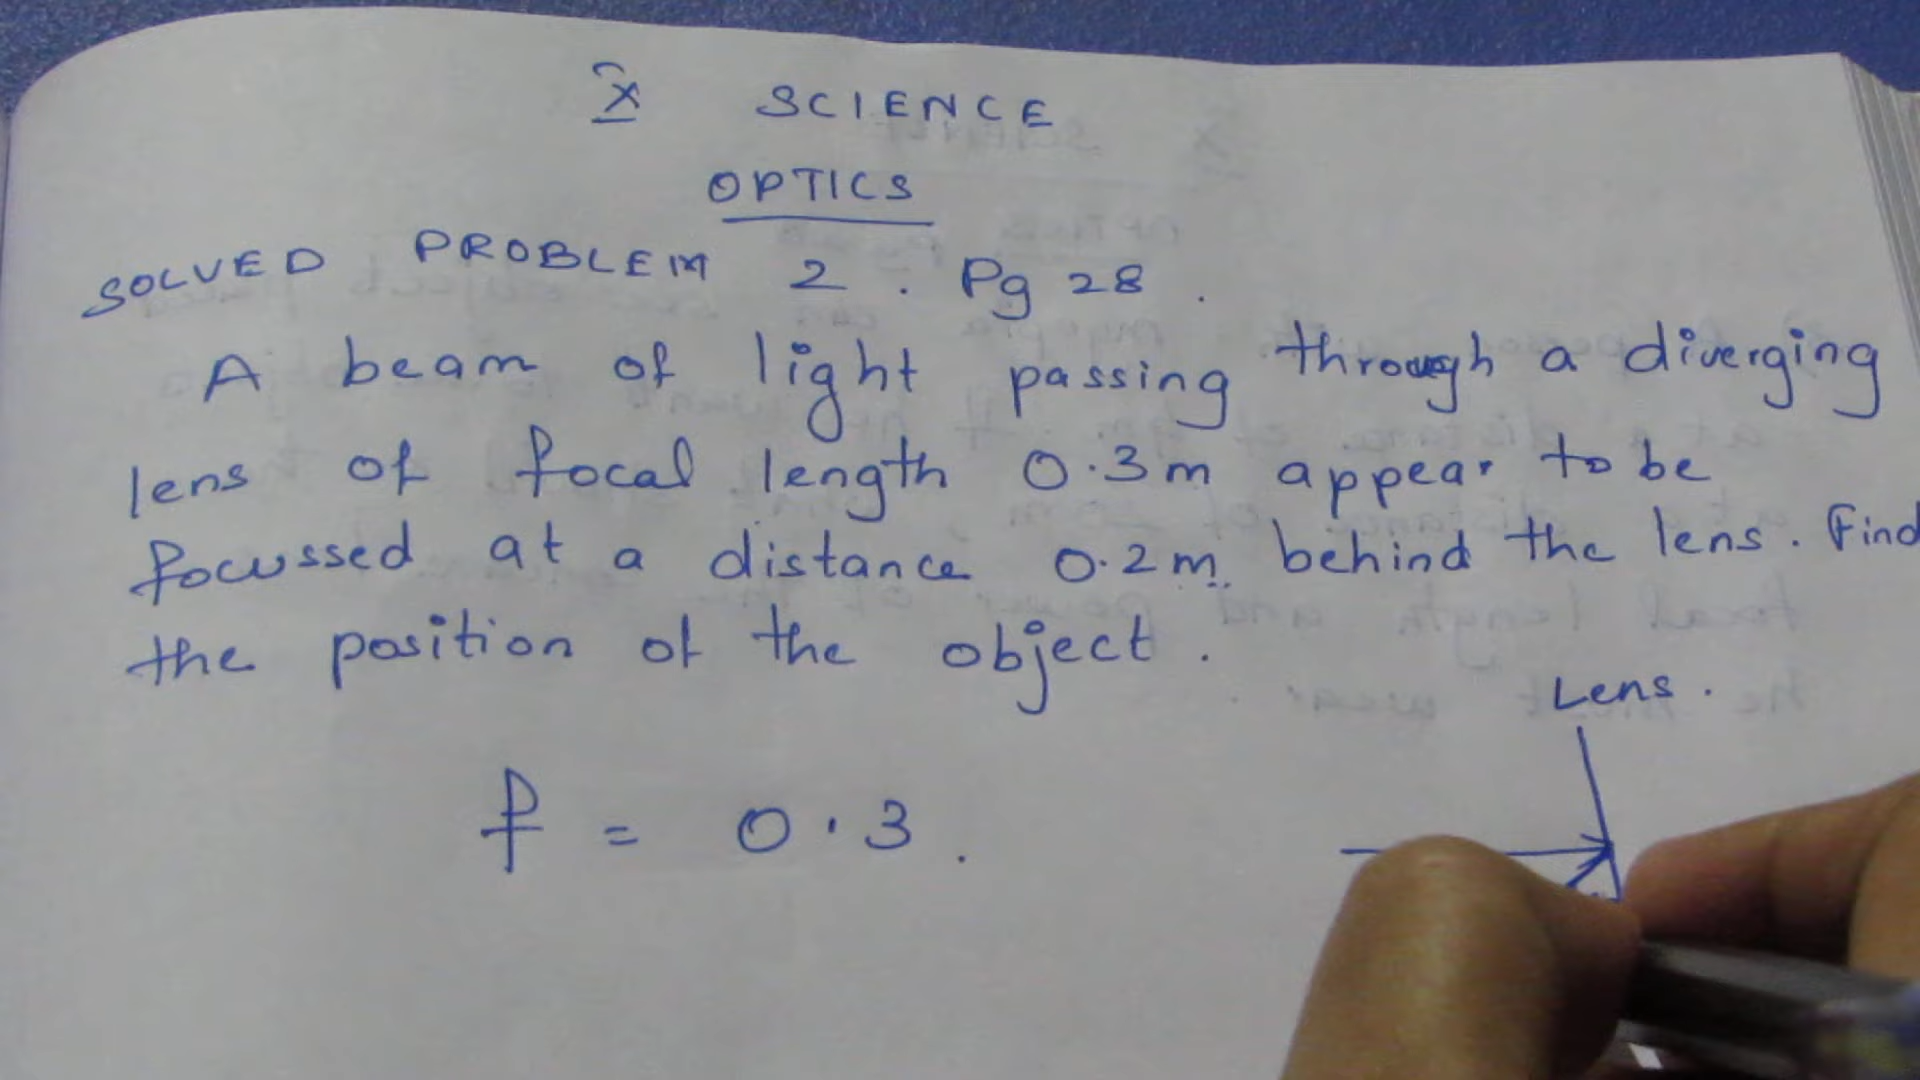 X SCIENCE
OPTICS
SOLVED PROBLEM 2. Pg 28.
A beam of light passing through a diverging
lens of focal length 0.3m appear to be
focussed at a distance 0.2m behind the lens. Find
the position of the object.
Lens.
f = 0.3.